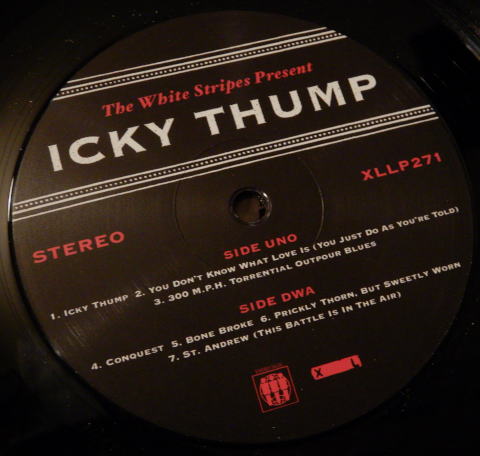 The White Stripes Present
ICKY THUMP
XLLP271
STEREO
SIDE UNO
1. ICKY THUMP 2. YOU DON'T KNOW WHAT LOVE IS (YOU JUST DO AS YOU'RE TOLD)
3. 300 M.P.H. TORRENTIAL OUTPOUR BLUES
SIDE DWA
4. CONQUEST 5. BONE BROKE 6. PRICKLY THORN, BUT SWEETLY WORN
7. ST. ANDREW (THIS BATTLE IS IN THE AIR)
X L